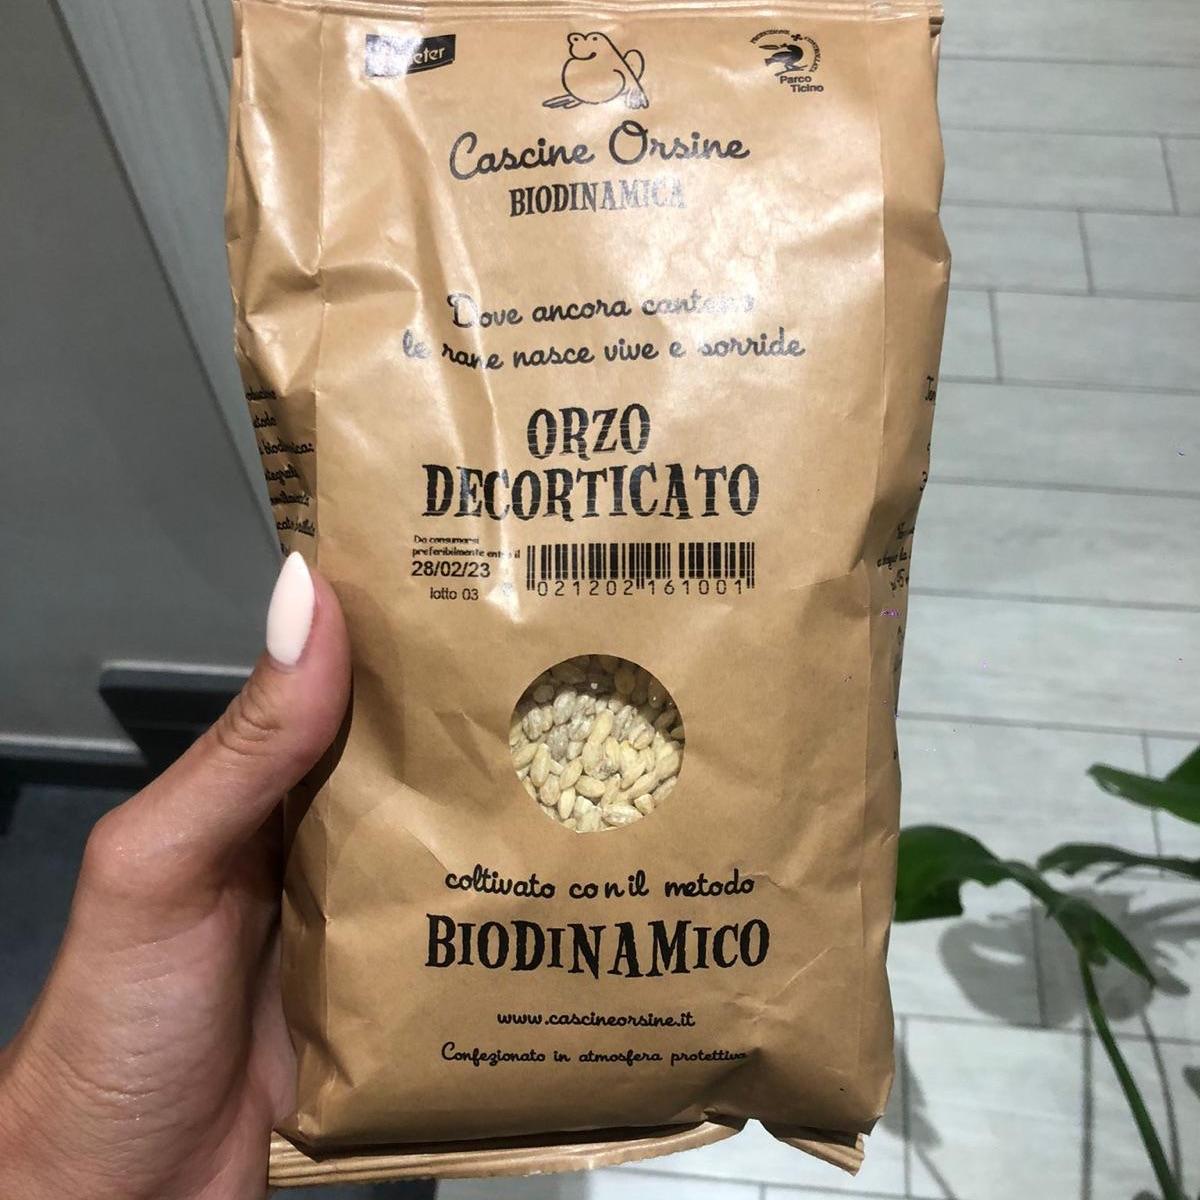 Parco
Ticino
Cascine Orsine
BIODINAMICA
Dove ancora cantano
le rane nasce vive e sorride
ORZO
DECORTICATO
Da consumarsi
preferibilmente entro il
28/02/23
lotto 03
021202 161001
coltivato con il metodo
BIODINAMICO
www.cascineorsine.it
Confezionato in atmosfera protettiva